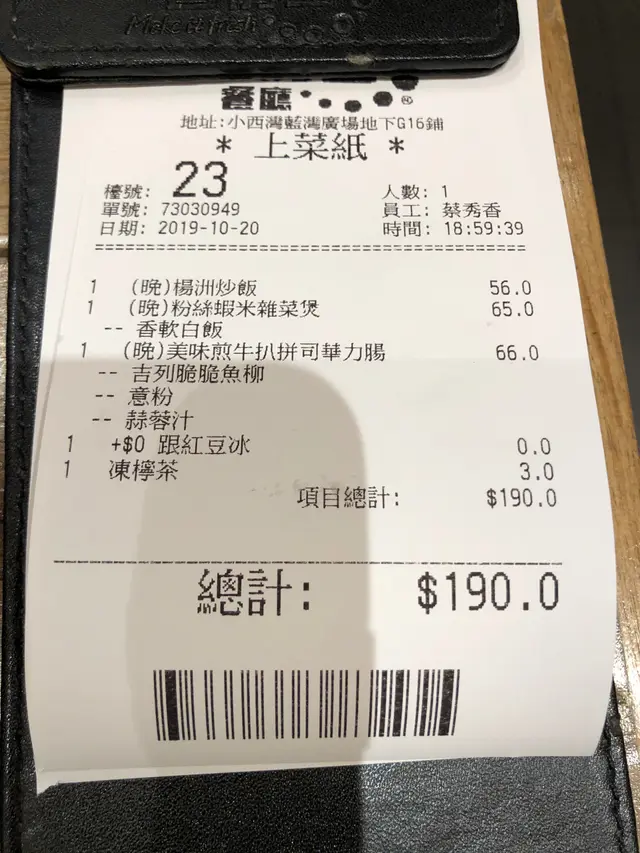 Make it fresh
餐廳
®
地址:小西灣藍灣廣場地下G16鋪
* 上菜紙 *
檯號: 23 人數: 1
單號: 73030949 員工: 蔡秀香
日期: 2019-10-20 時間: 18:59:39
1 (晚)楊洲炒飯 56.0
1 (晚)粉絲蝦米雜菜煲 65.0
-- 香軟白飯
1 (晚)美味煎牛扒拼司華力腸 66.0
-- 吉列脆脆魚柳
-- 意粉
-- 蒜蓉汁
1 +$0 跟紅豆冰 0.0
1 凍檸茶 3.0
項目總計: $190.0
總計: $190.0